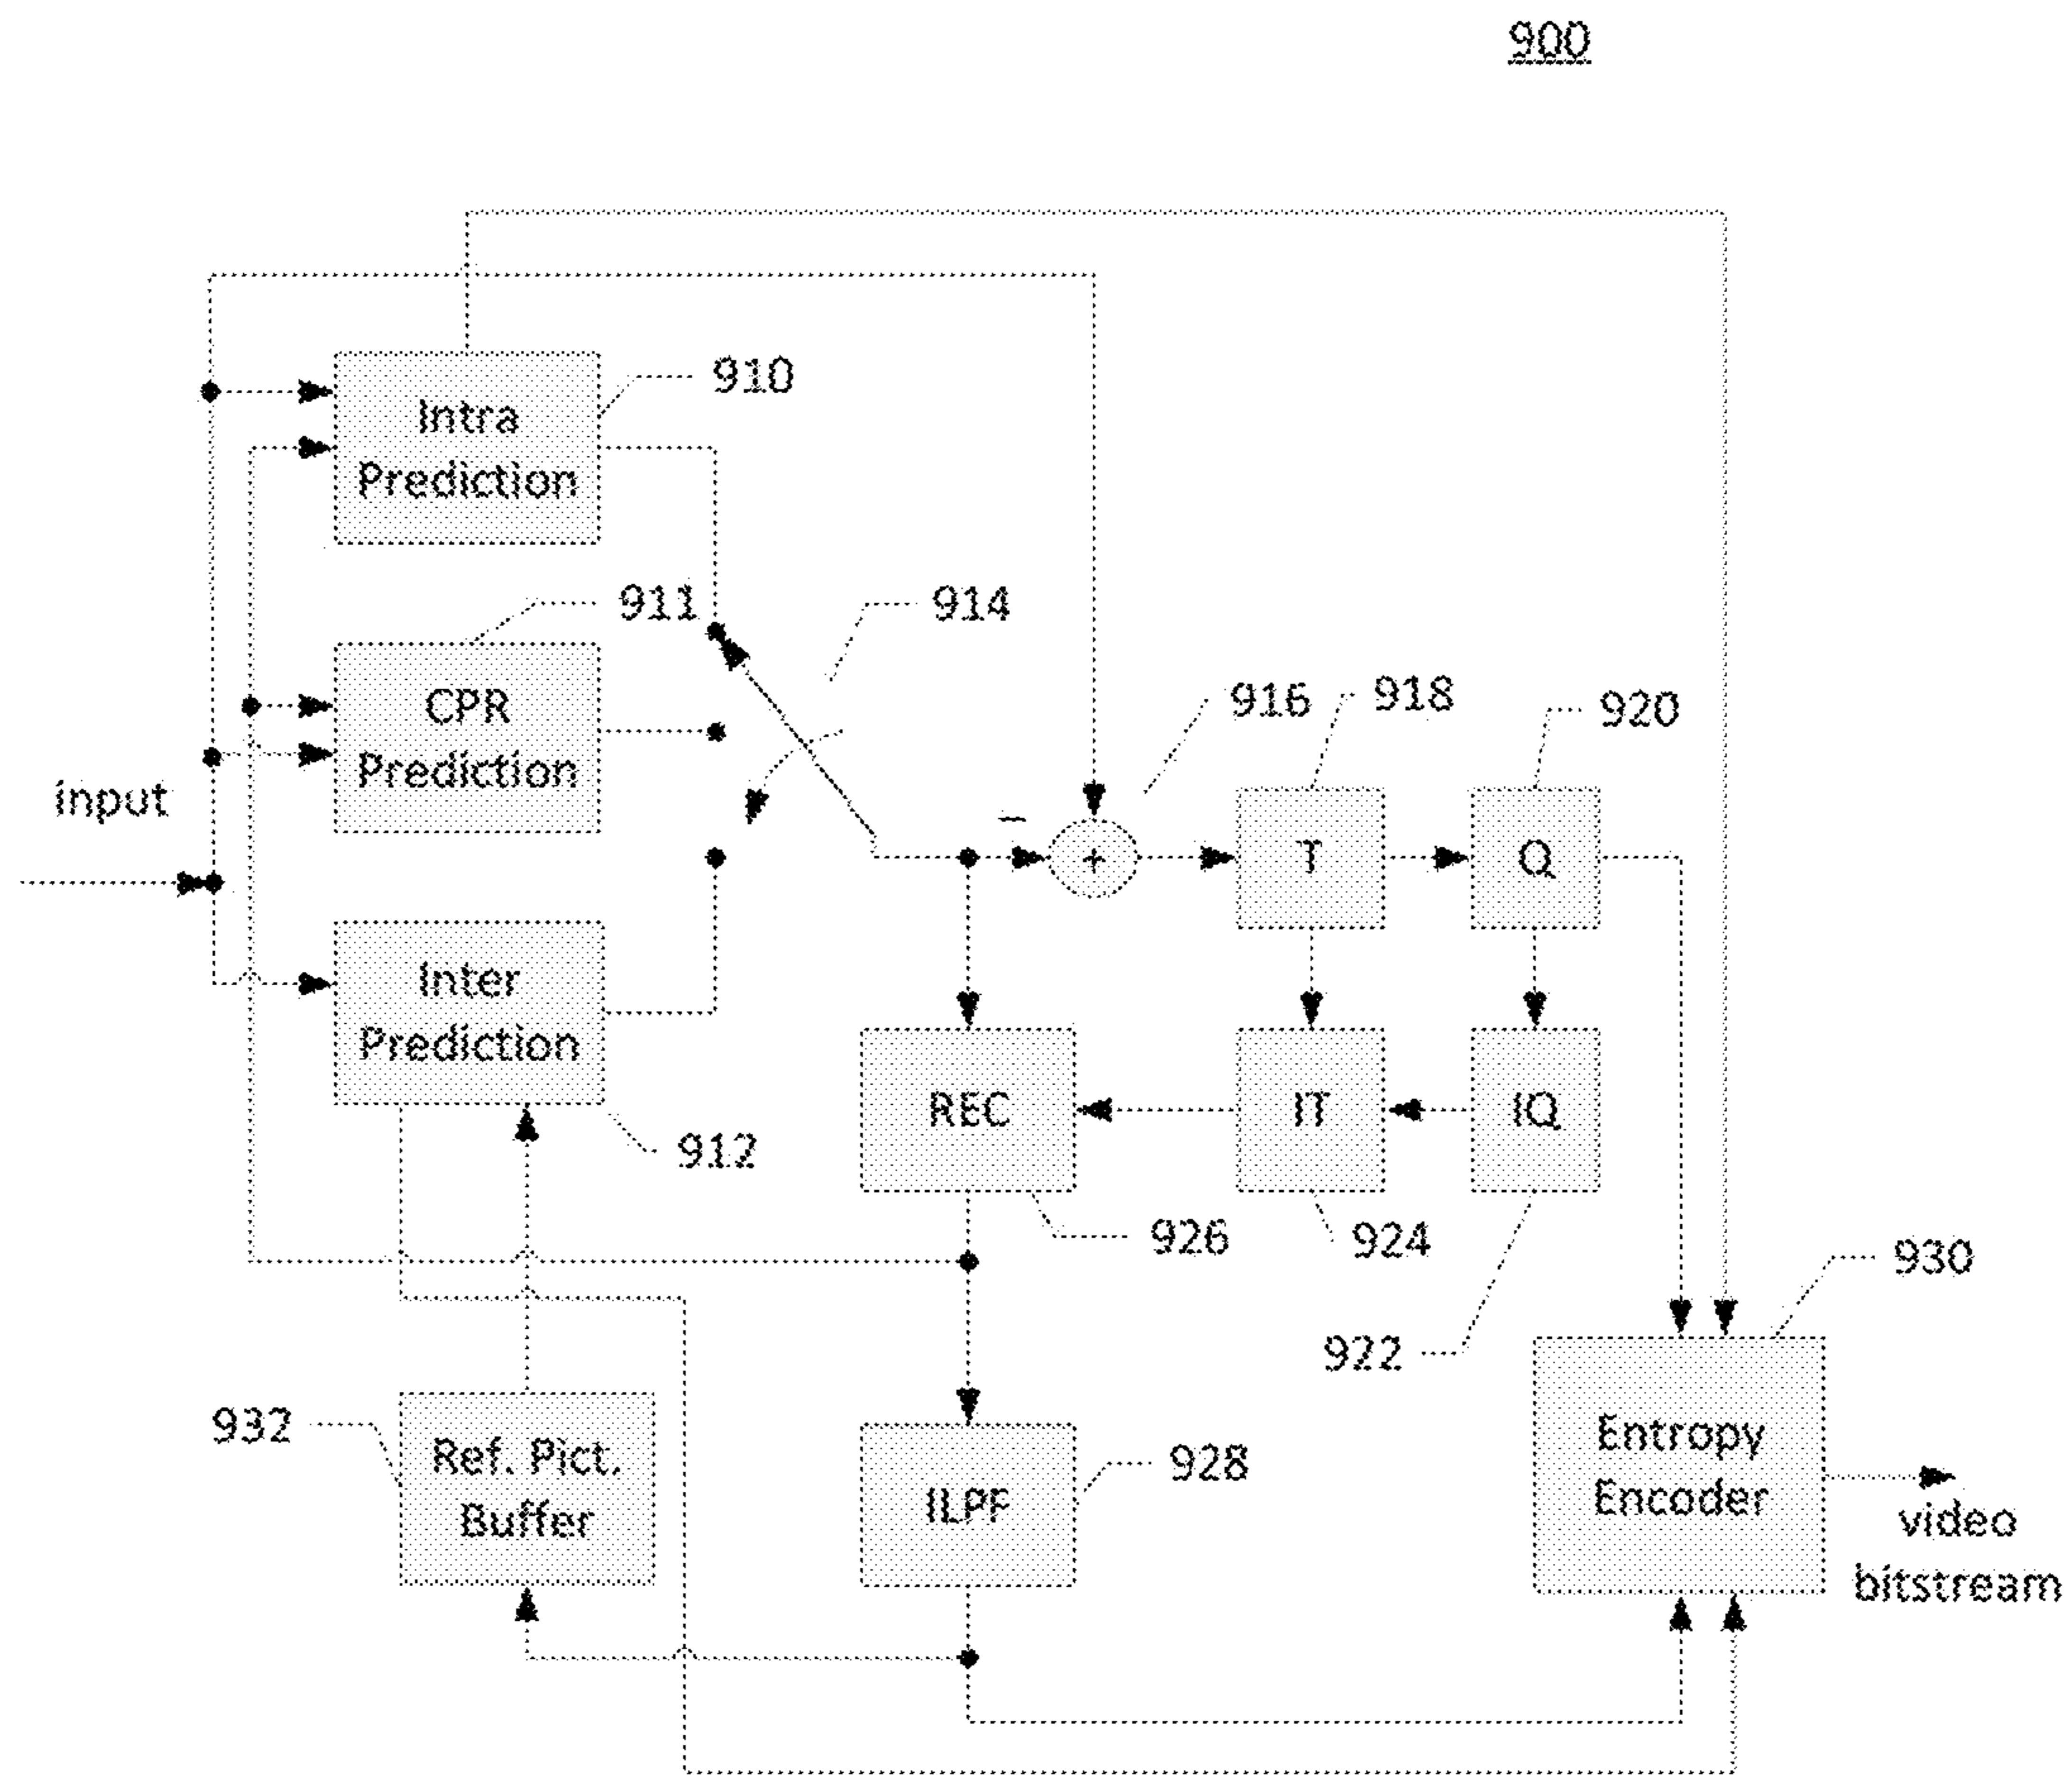 900
Intra
Prediction
910
911
914
CPR
Prediction
input
916
918
920
+
T
Q
−
Inter
Prediction
912
REC
IT
IQ
926
924
922
930
932
Ref. Pict.
Buffer
ILPF
928
Entropy
Encoder
video
bitstream